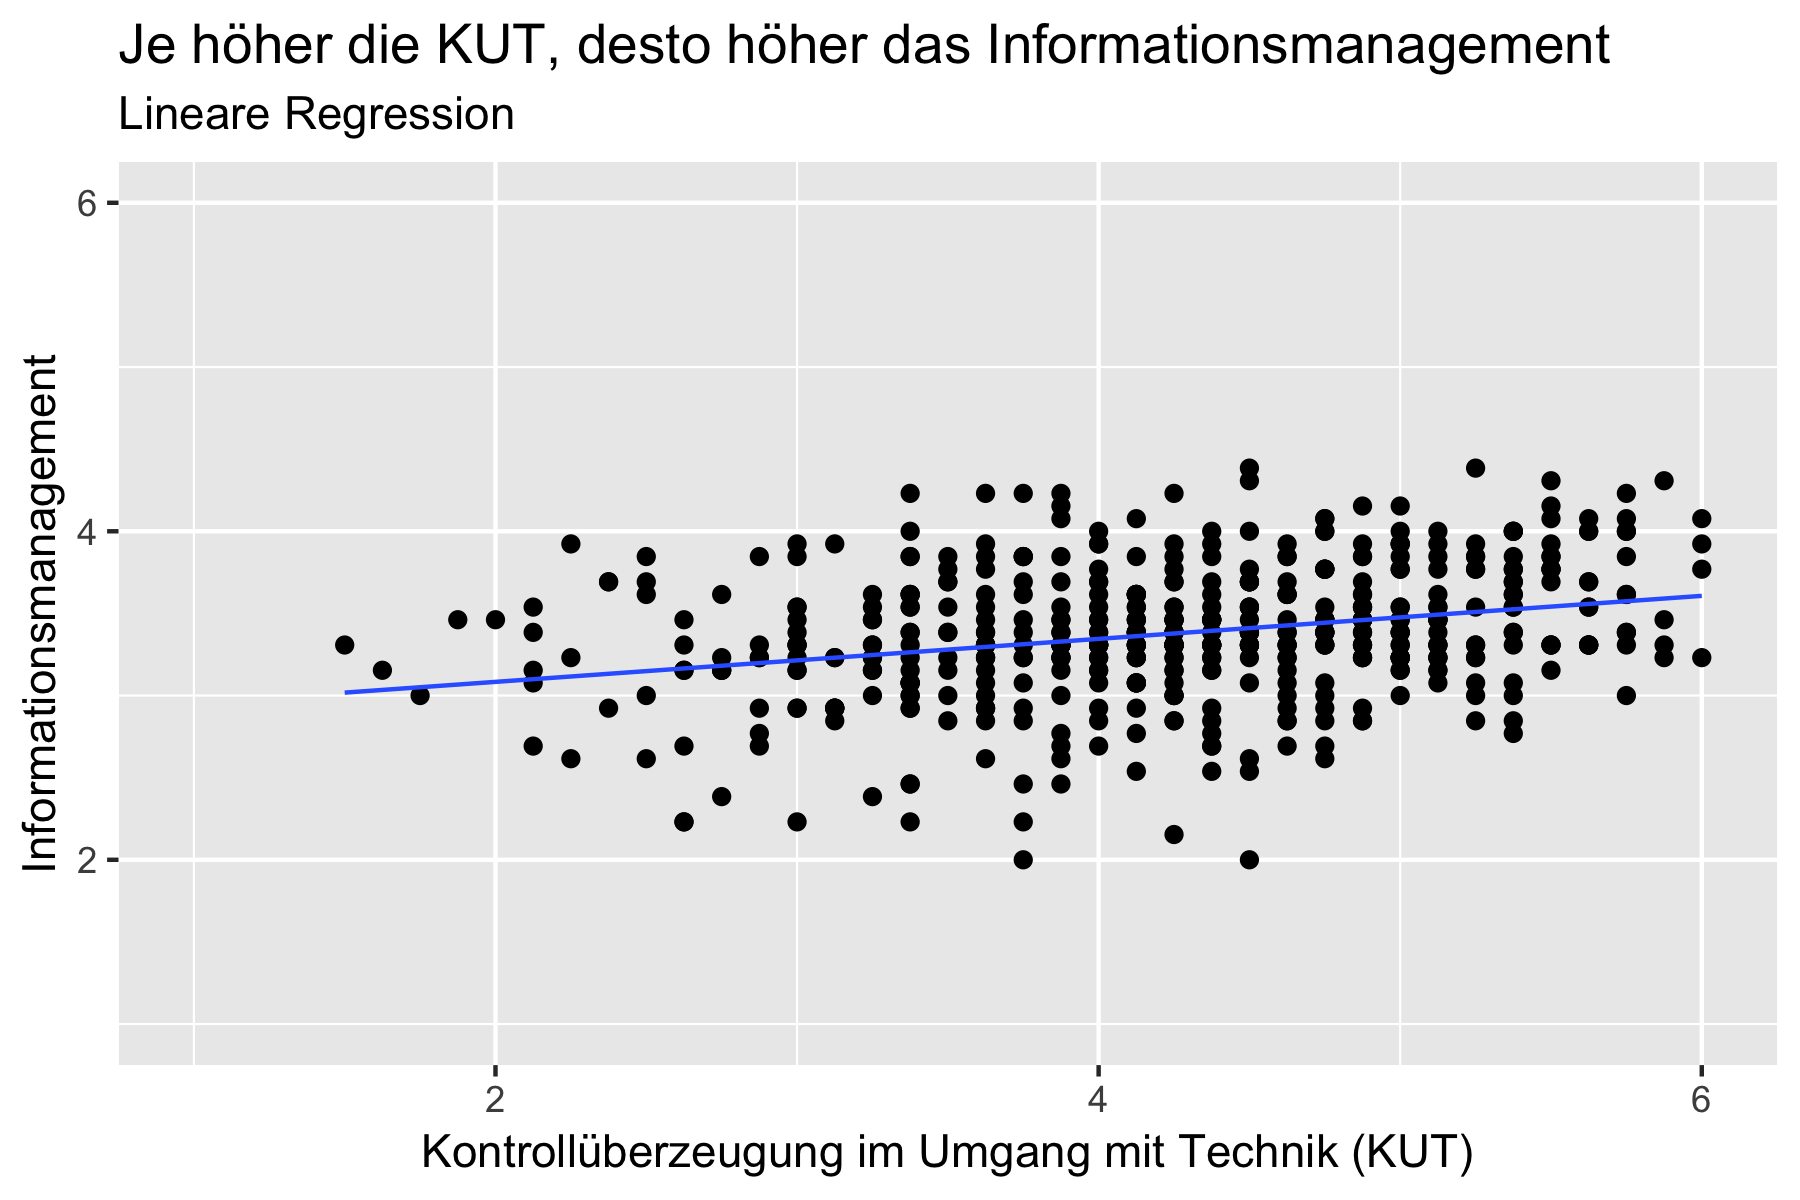 Je höher die KUT, desto höher das Informationsmanagement
Lineare Regression
Informationsmanagement
6
4
2
2
4
6
Kontrollüberzeugung im Umgang mit Technik (KUT)